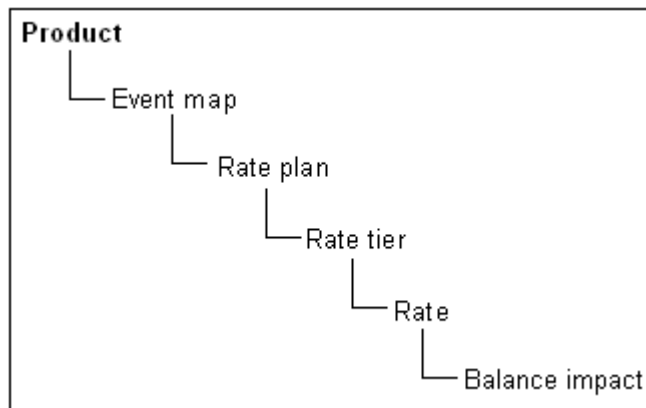 Product
Event map
Rate plan
Rate tier
Rate
Balance impact